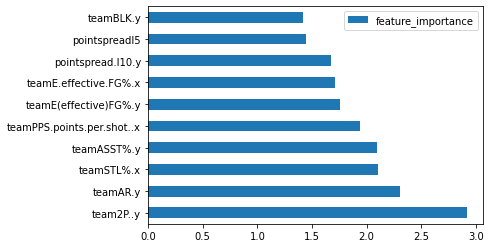 feature_importance
teamBLK.y
pointspreadl5
pointspread.l10.y
teamE.effective.FG%.x
teamE(effective)FG%.y
teamPPS.points.per.shot..x
teamASST%.y
teamSTL%.x
teamAR.y
team2P..y
0.0 0.5 1.0 1.5 2.0 2.5 3.0